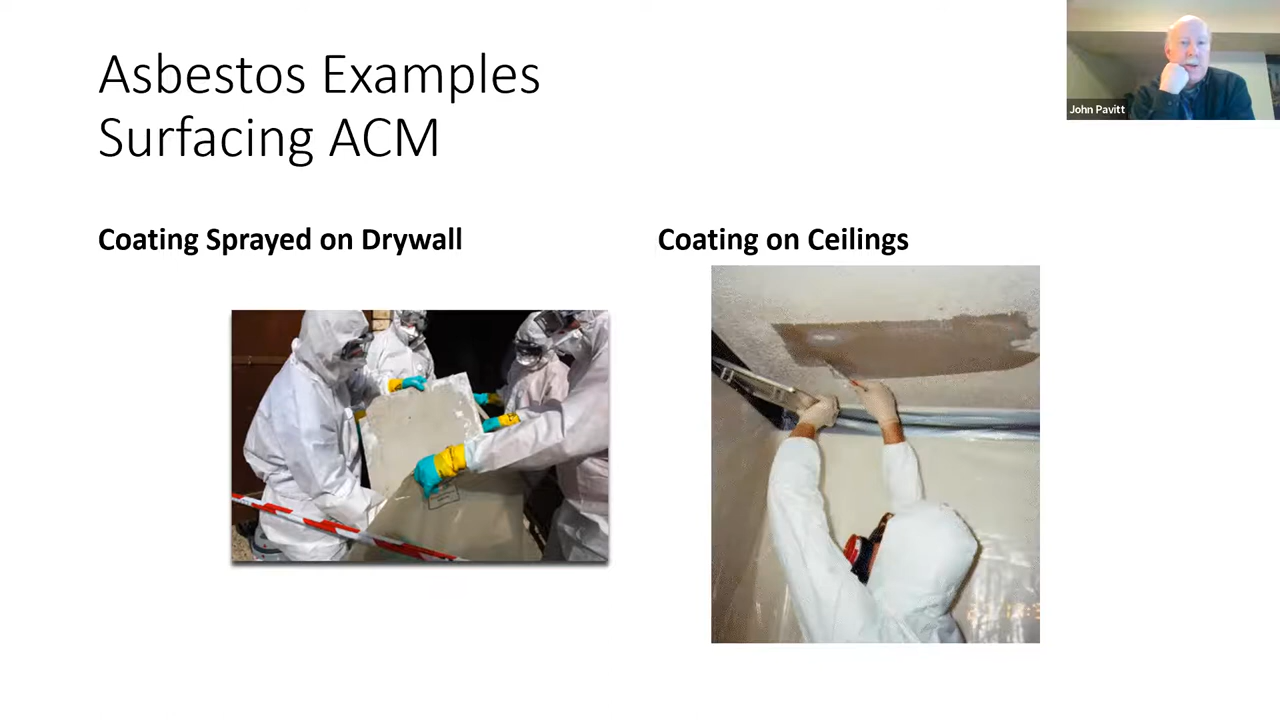 Asbestos Examples
Surfacing ACM
John Pavitt
Coating Sprayed on Drywall
Coating on Ceilings